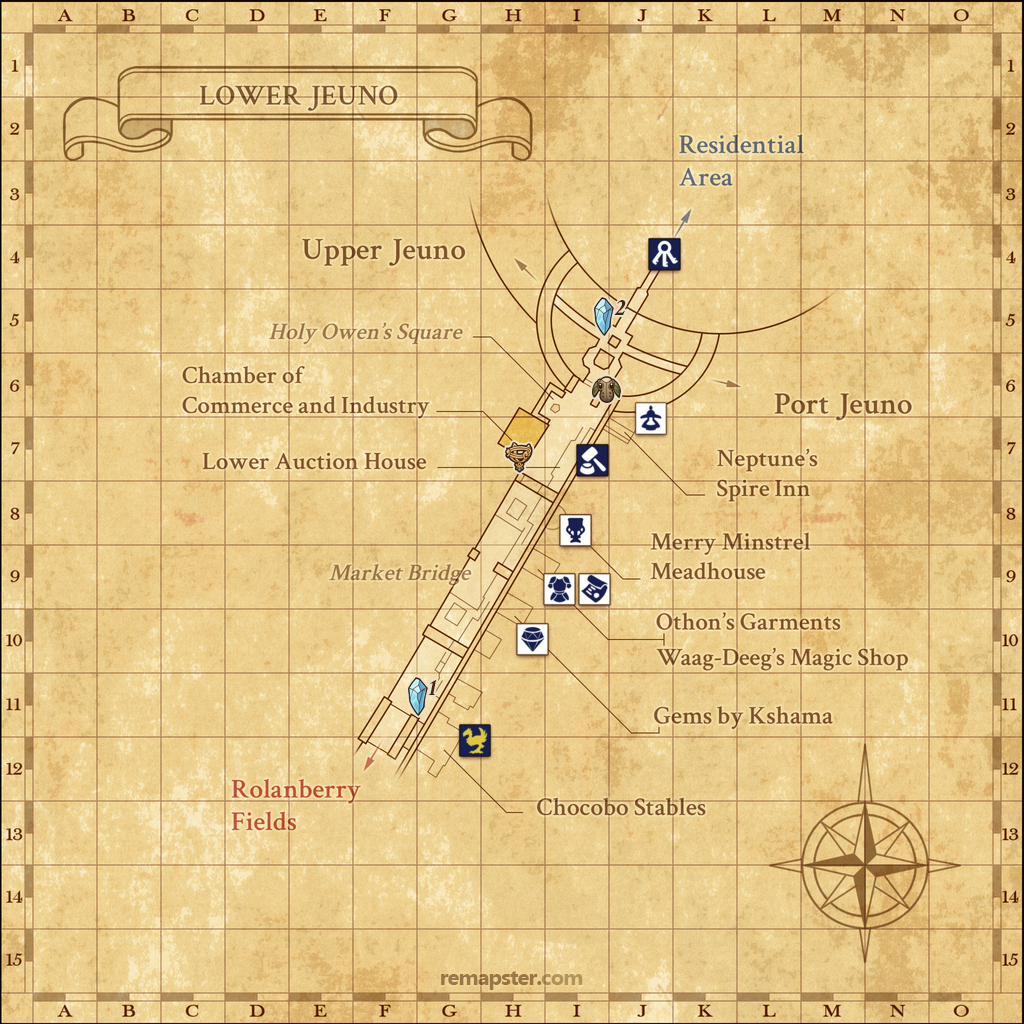 A B C D E F G H I J K L M N O
1 1
LOWER JEUNO
2 2
Residential
Area
3 3
Upper Jeuno
4 4
2
5 5
Holy Owen's Square
6 6
Chamber of
Commerce and Industry
Port Jeuno
7 7
Lower Auction House
Neptune's
Spire Inn
8 8
Merry Minstrel
Meadhouse
9 9
Market Bridge
Othon's Garments
10 10
Waag-Deeg's Magic Shop
1
11 11
Gems by Kshama
12 12
Rolanberry
Fields
Chocobo Stables
13 13
14 14
15 15
remapster.com
A B C D E F G H I J K L M N O